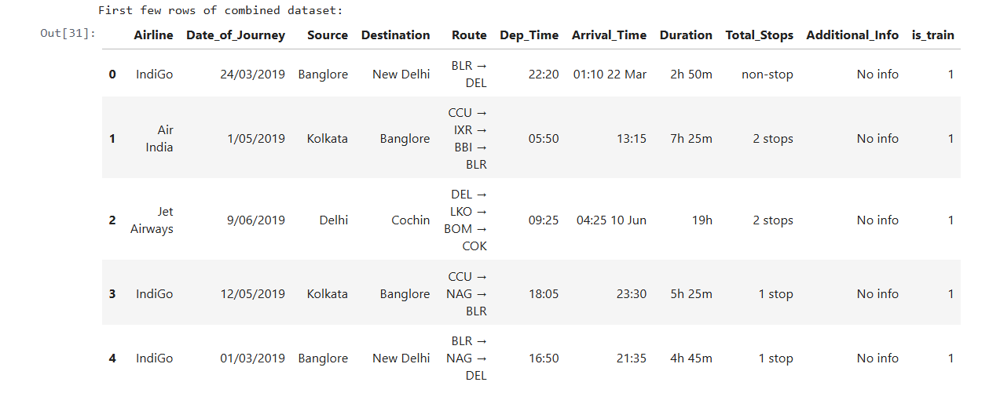 First few rows of combined dataset:
Out[31]:
Airline Date_of_Journey Source Destination Route Dep_Time Arrival_Time Duration Total_Stops Additional_Info is_train
0 IndiGo 24/03/2019 Banglore New Delhi BLR → DEL 22:20 01:10 22 Mar 2h 50m non-stop No info 1
1 Air India 1/05/2019 Kolkata Banglore CCU → IXR → BBI → BLR 05:50 13:15 7h 25m 2 stops No info 1
2 Jet Airways 9/06/2019 Delhi Cochin DEL → LKO → BOM → COK 09:25 04:25 10 Jun 19h 2 stops No info 1
3 IndiGo 12/05/2019 Kolkata Banglore CCU → NAG → BLR 18:05 23:30 5h 25m 1 stop No info 1
4 IndiGo 01/03/2019 Banglore New Delhi BLR → NAG → DEL 16:50 21:35 4h 45m 1 stop No info 1